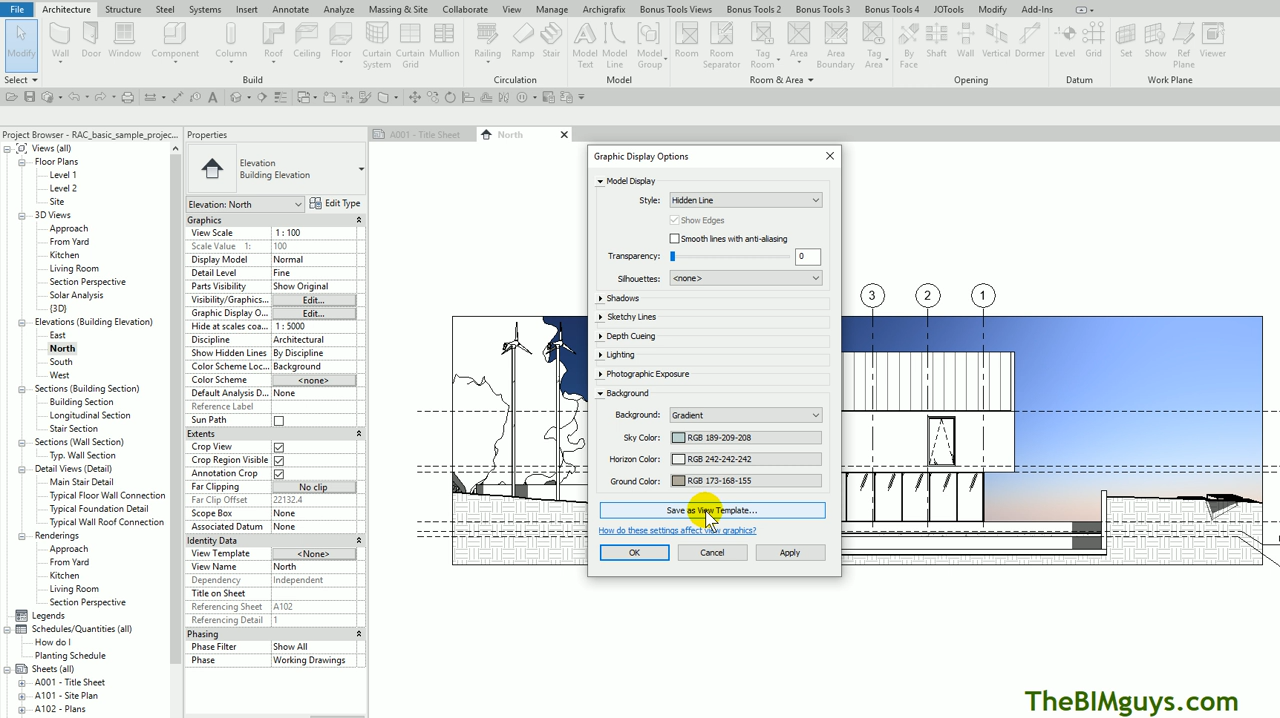 File Architecture Structure Steel Systems Insert Annotate Analyze Massing & Site Collaborate View Manage Archigrafix Bonus Tools Views Bonus Tools 2 Bonus Tools 3 Bonus Tools 4 JOTools Modify Add-Ins
Modify Wall Door Window Component Column Roof Ceiling Floor Curtain System Curtain Grid Mullion Railing Ramp Stair Model Text Model Line Model Group Room Room Separator Tag Room Area Area Boundary Tag Area By Face Shaft Wall Vertical Dormer Level Grid Set Show Ref Plane Viewer
Select Build Circulation Model Room & Area Opening Datum Work Plane
Project Browser - RAC_basic_sample_projec...
Views (all)
Floor Plans
Level 1
Level 2
Site
3D Views
Approach
From Yard
Kitchen
Living Room
Section Perspective
Solar Analysis
{3D}
Elevations (Building Elevation)
East
North
South
West
Sections (Building Section)
Building Section
Longitudinal Section
Stair Section
Sections (Wall Section)
Typ. Wall Section
Detail Views (Detail)
Main Stair Detail
Typical Floor Wall Connection
Typical Foundation Detail
Typical Wall Roof Connection
Renderings
Approach
From Yard
Kitchen
Living Room
Section Perspective
Legends
Schedules/Quantities (all)
How do I
Planting Schedule
Sheets (all)
A001 - Title Sheet
A101 - Site Plan
A102 - Plans
Properties
Elevation
Building Elevation
Elevation: North Edit Type
Graphics
View Scale 1 : 100
Scale Value 1: 100
Display Model Normal
Detail Level Fine
Parts Visibility Show Original
Visibility/Graphics... Edit...
Graphic Display O... Edit...
Hide at scales coa... 1 : 5000
Discipline Architectural
Show Hidden Lines By Discipline
Color Scheme Loc... Background
Color Scheme <none>
Default Analysis D... None
Reference Label
Sun Path
Extents
Crop View
Crop Region Visible
Annotation Crop
Far Clipping No clip
Far Clip Offset 22132.4
Scope Box None
Associated Datum None
Identity Data
View Template <None>
View Name North
Dependency Independent
Title on Sheet
Referencing Sheet A102
Referencing Detail 1
Phasing
Phase Filter Show All
Phase Working Drawings
A001 - Title Sheet North
Graphic Display Options
Model Display
Style: Hidden Line
Show Edges
Smooth lines with anti-aliasing
Transparency: 0
Silhouettes: <none>
Shadows
Sketchy Lines
Depth Cueing
Lighting
Photographic Exposure
Background
Background: Gradient
Sky Color: RGB 189-209-208
Horizon Color: RGB 242-242-242
Ground Color: RGB 173-168-155
Save as View Template...
How do these settings affect view graphics?
OK Cancel Apply
3 2 1
TheBIMguys.com